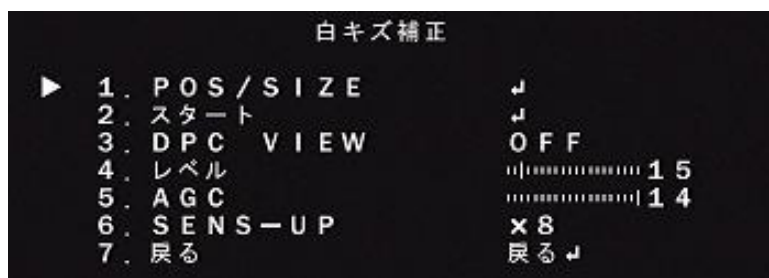 白キズ補正
▶ 1. POS/SIZE ↲
2. スタート ↲
3. DPC VIEW OFF
4. レベル 15
5. AGC 14
6. SENS-UP ×8
7. 戻る 戻る↲